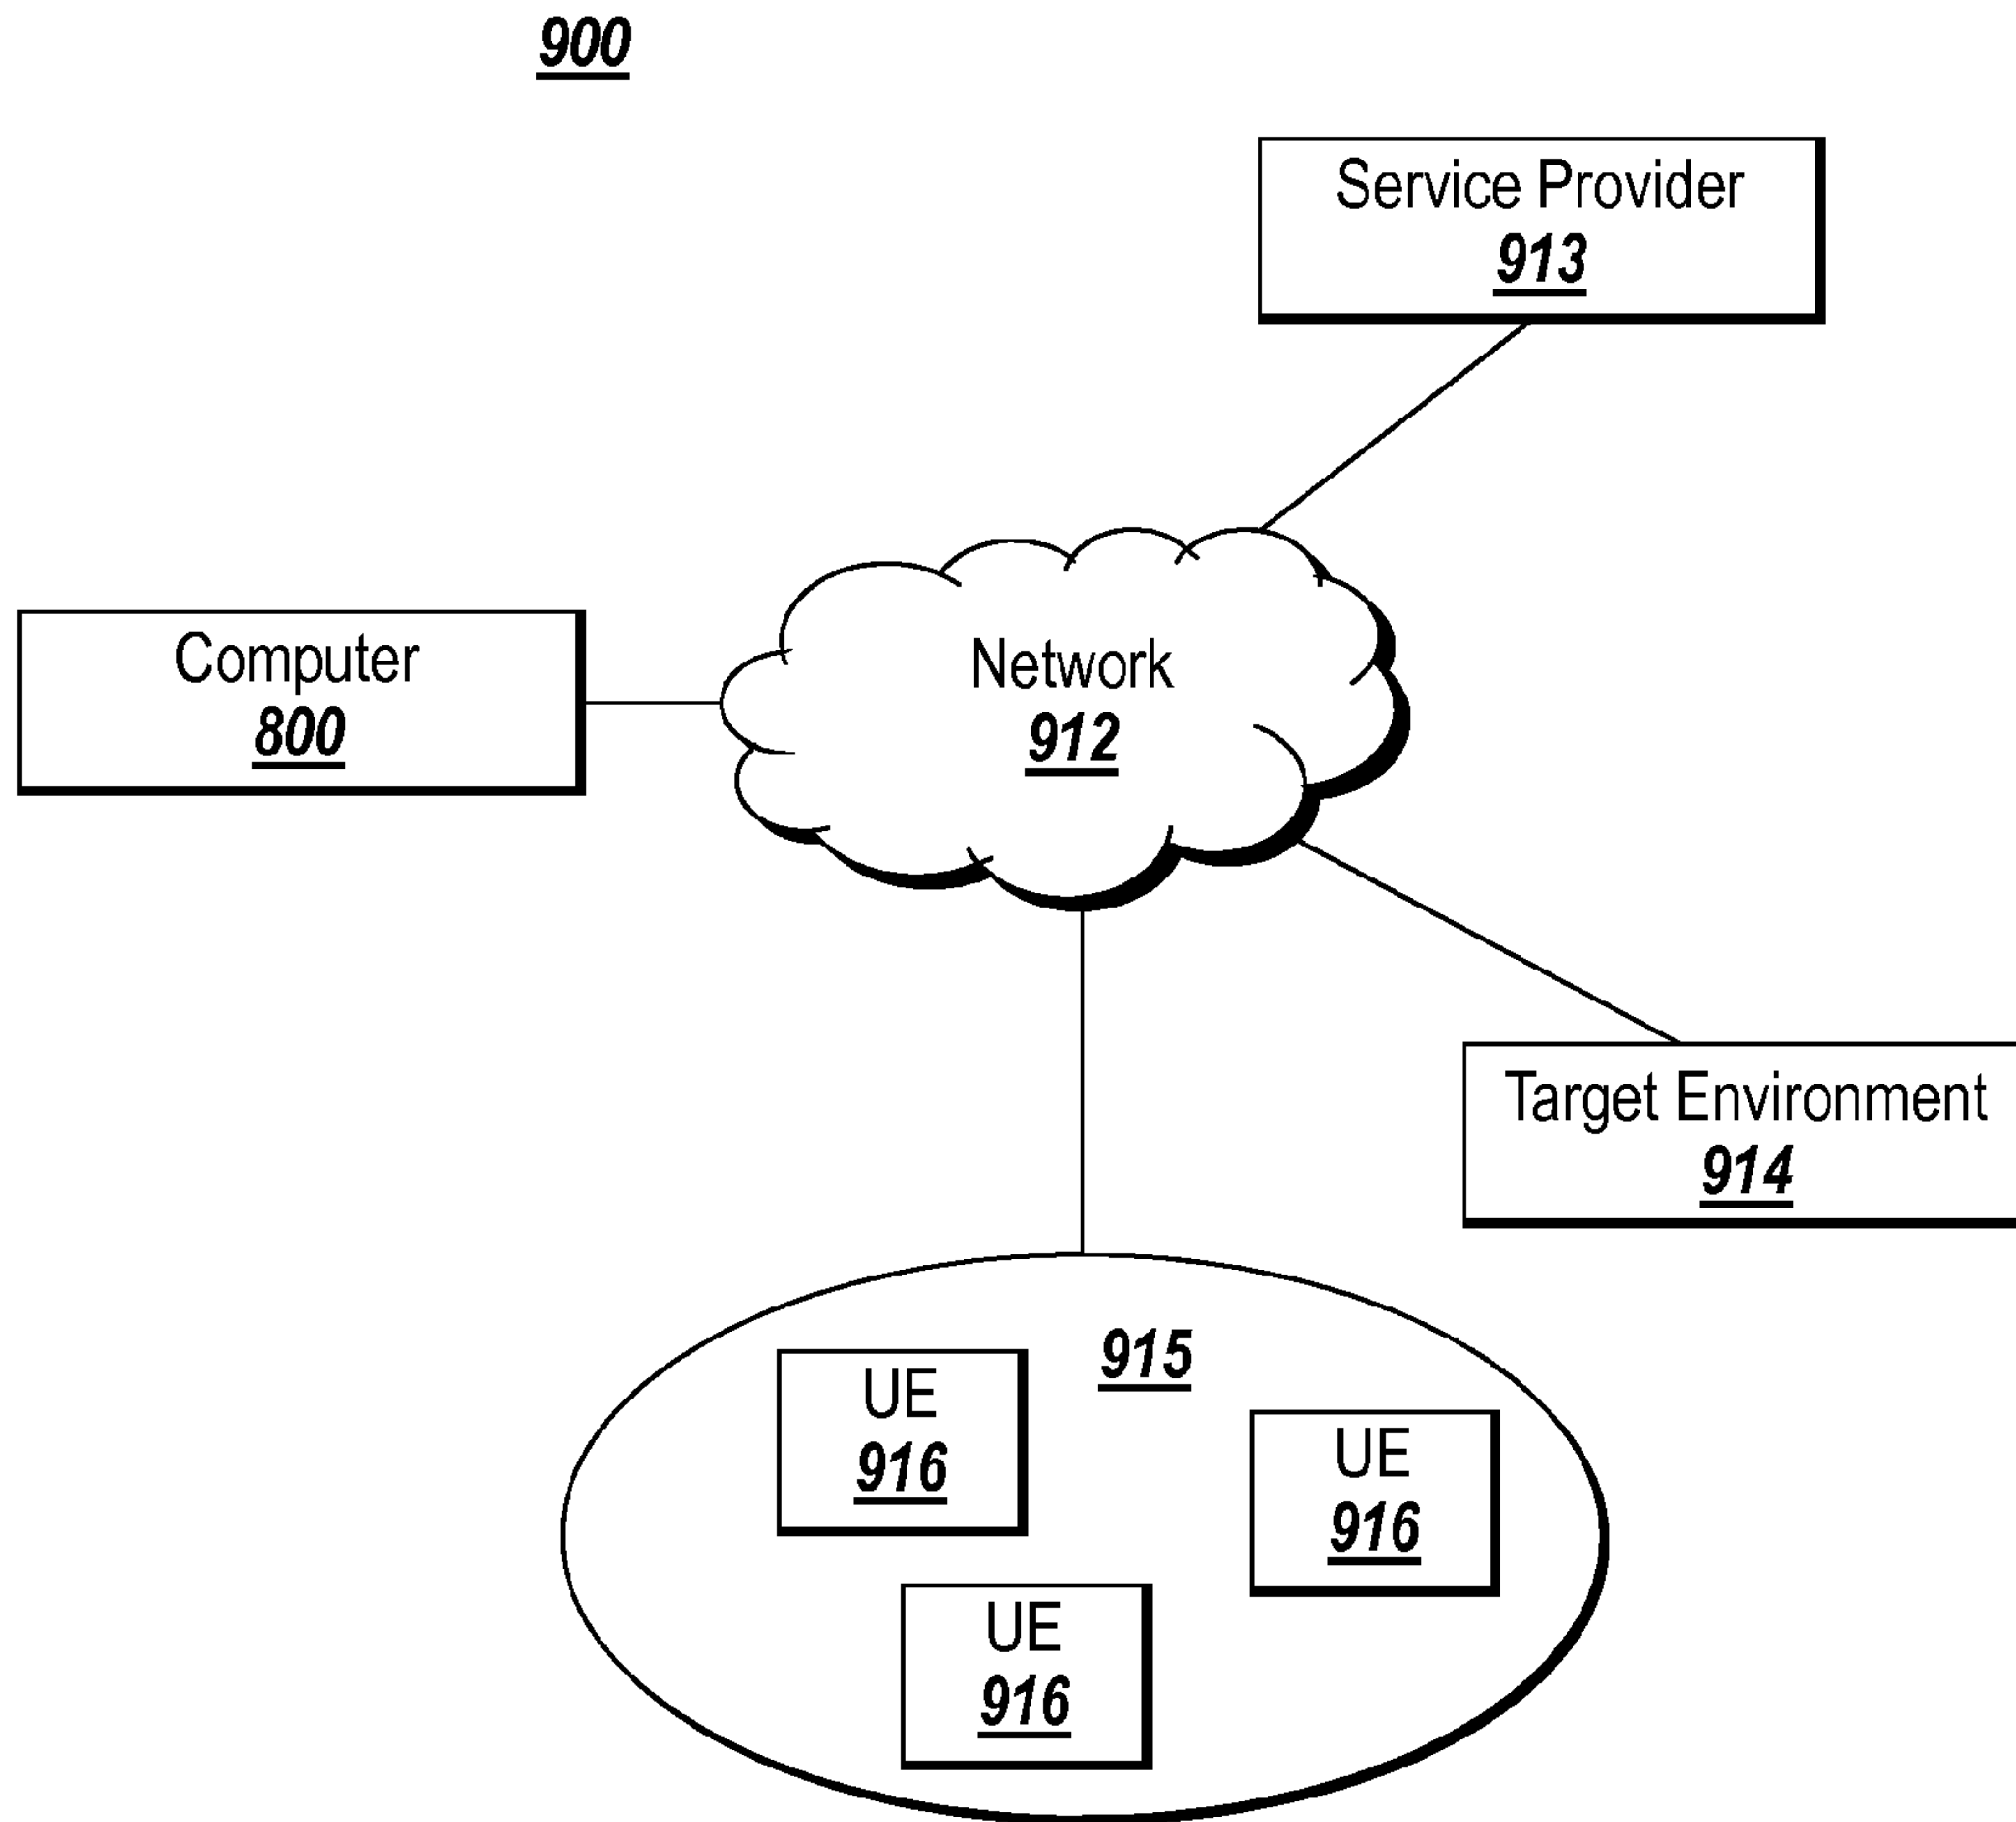 900
Service Provider
913
Computer
800
Network
912
Target Environment
914
915
UE
916
UE
916
UE
916